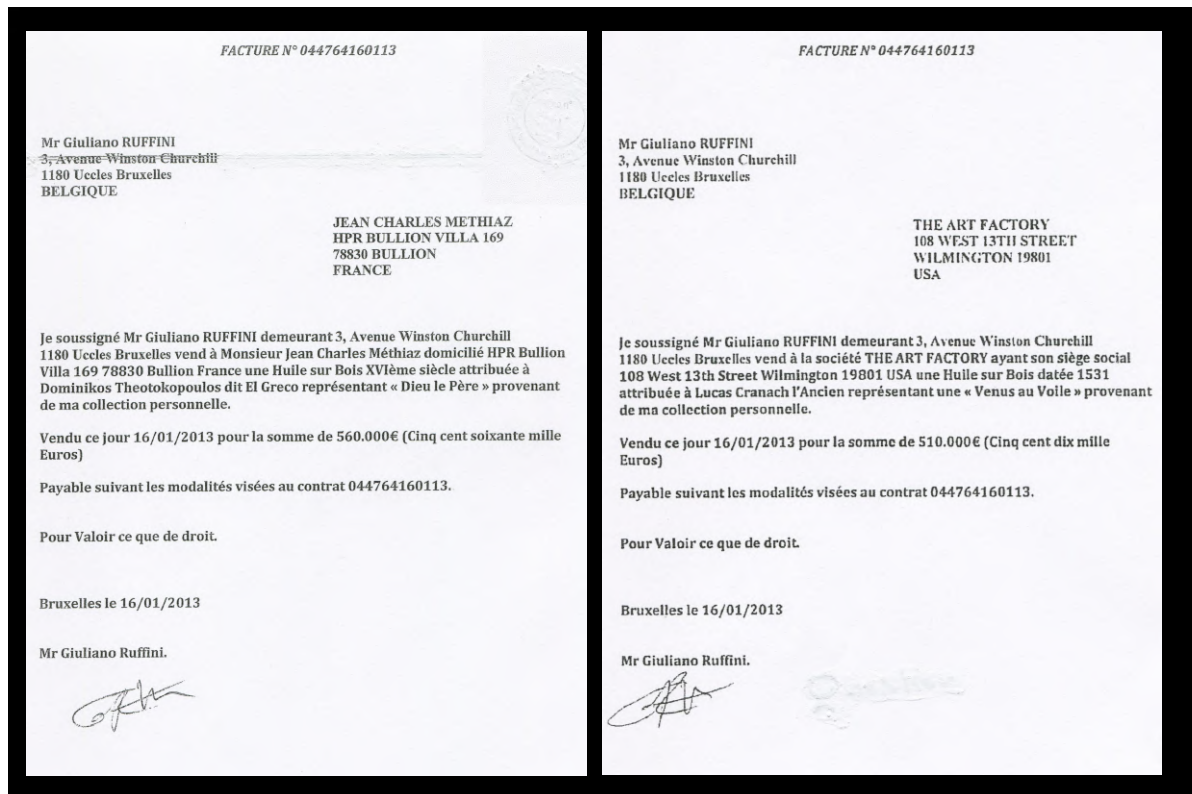 FACTURE N° 044764160113
Mr Giuliano RUFFINI
3, Avenue Winston Churchill
1180 Uccles Bruxelles
BELGIQUE
JEAN CHARLES METHIAZ
HPR BULLION VILLA 169
78830 BULLION
FRANCE
Je soussigné Mr Giuliano RUFFINI demeurant 3, Avenue Winston Churchill
1180 Uccles Bruxelles vend à Monsieur Jean Charles Méthiaz domicilié HPR Bullion
Villa 169 78830 Bullion France une Huile sur Bois XVIème siècle attribuée à
Dominikos Theotokopoulos dit El Greco représentant « Dieu le Père » provenant
de ma collection personnelle.
Vendu ce jour 16/01/2013 pour la somme de 560.000€ (Cinq cent soixante mille
Euros)
Payable suivant les modalités visées au contrat 044764160113.
Pour Valoir ce que de droit.
Bruxelles le 16/01/2013
Mr Giuliano Ruffini.
FACTURE N° 044764160113
Mr Giuliano RUFFINI
3, Avenue Winston Churchill
1180 Uccles Bruxelles
BELGIQUE
THE ART FACTORY
108 WEST 13TH STREET
WILMINGTON 19801
USA
Je soussigné Mr Giuliano RUFFINI demeurant 3, Avenue Winston Churchill
1180 Uccles Bruxelles vend à la société THE ART FACTORY ayant son siège social
108 West 13th Street Wilmington 19801 USA une Huile sur Bois datée 1531
attribuée à Lucas Cranach l'Ancien représentant une « Venus au Voile » provenant
de ma collection personnelle.
Vendu ce jour 16/01/2013 pour la somme de 510.000€ (Cinq cent dix mille
Euros)
Payable suivant les modalités visées au contrat 044764160113.
Pour Valoir ce que de droit.
Bruxelles le 16/01/2013
Mr Giuliano Ruffini.